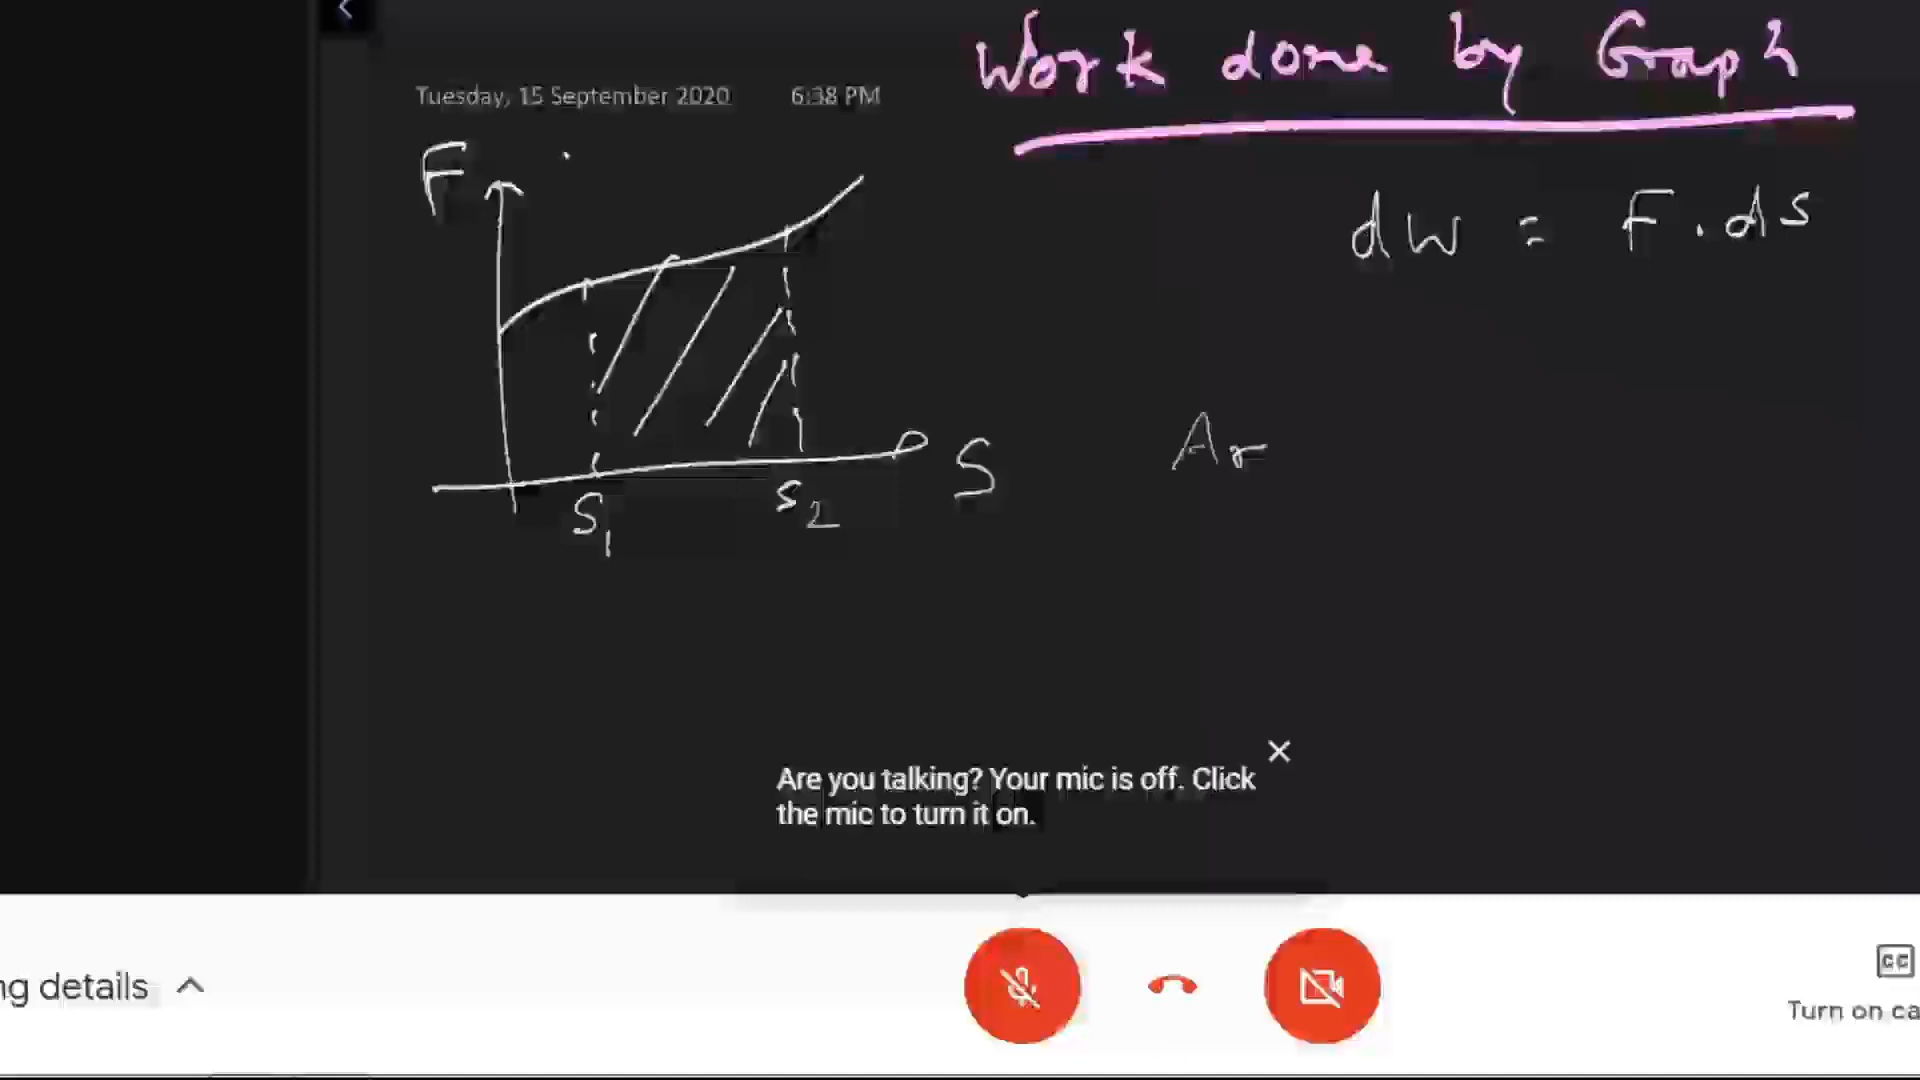 Work done by Graph
Tuesday, 15 September 2020 6:38 PM
F
dw = F.ds
Ar
S
S1
S2
Are you talking? Your mic is off. Click
the mic to turn it on.
ng details
CC
Turn on ca